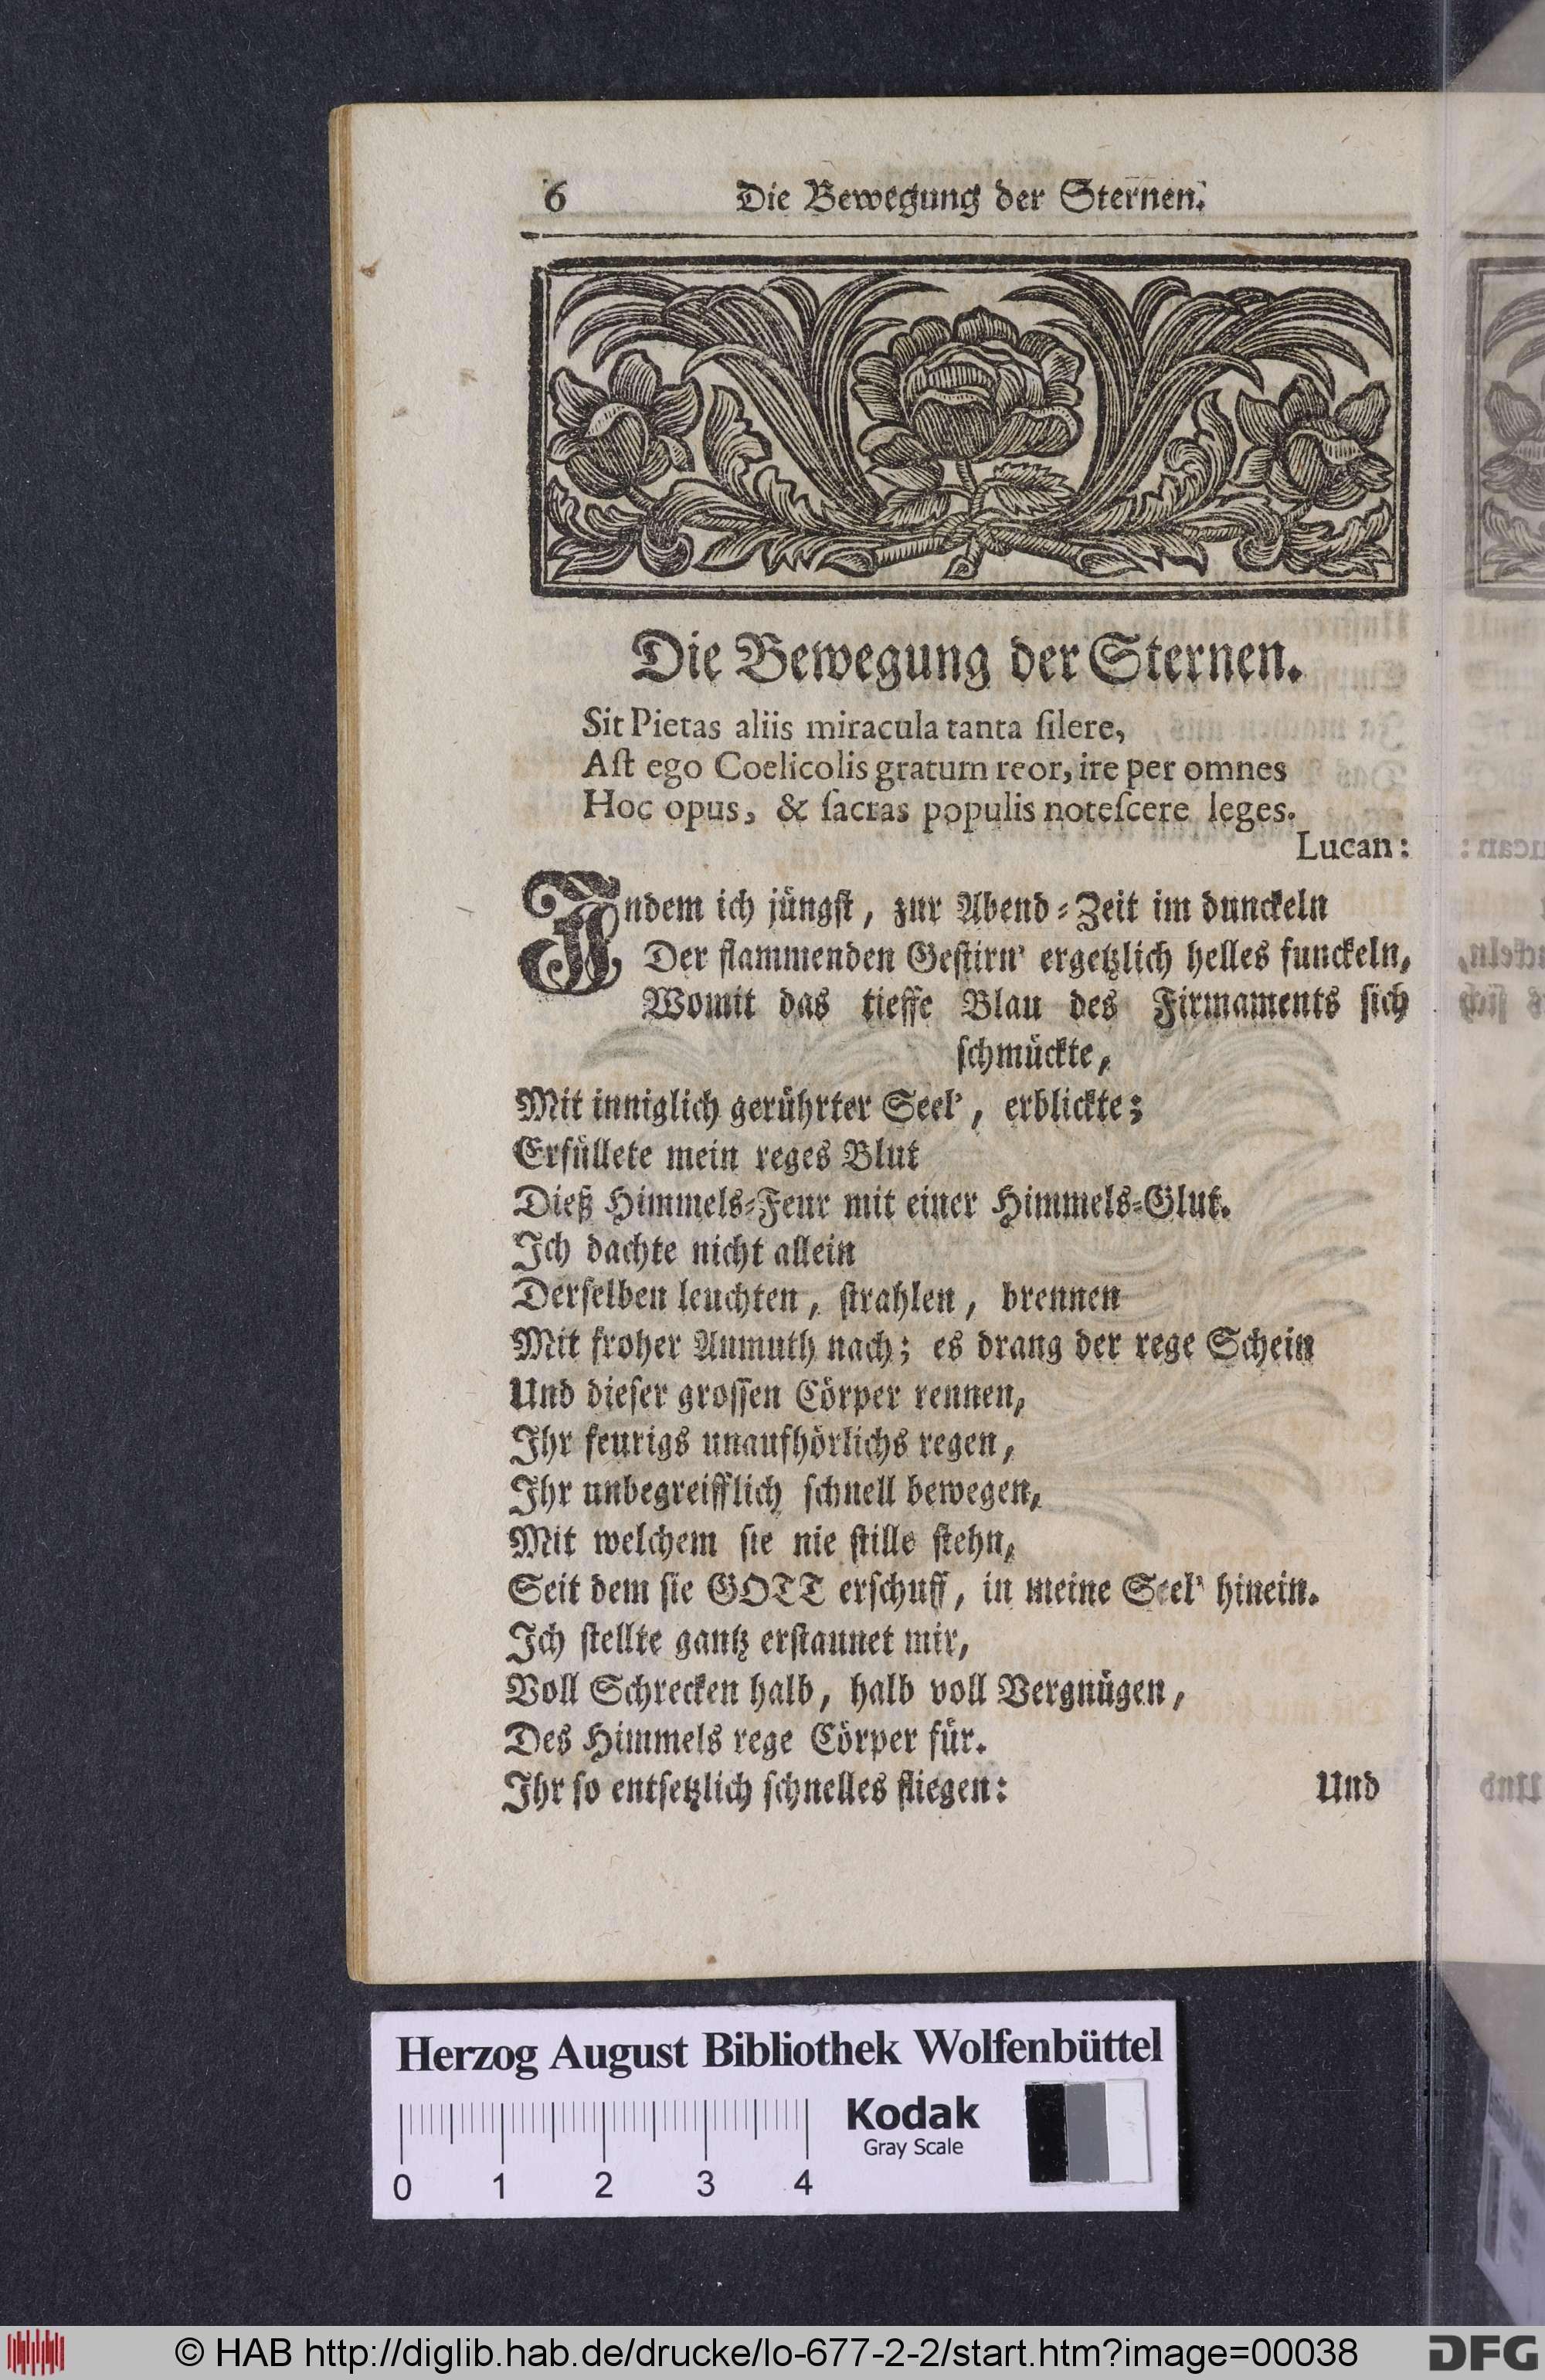 6 Die Bewegung der Sternen.
Die Bewegung der Sternen.
Sit Pietas aliis miracula tanta ſilere,
Aſt ego Coelicolis gratum reor, ire per omnes
Hoc opus, & ſacras populis noteſcere leges.
Lucan:
Indem ich jüngſt, zur Abend-Zeit im dunckeln
Der flammenden Geſtirn' ergetzlich helles funckeln,
Womit das tieffe Blau des Firmaments ſich
ſchmückte,
Mit inniglich gerührter Seel', erblickte;
Erfüllete mein reges Blut
Dieß Himmels-Feur mit einer Himmels-Glut.
Ich dachte nicht allein
Derſelben leuchten, ſtrahlen, brennen
Mit froher Anmuth nach; es drang der rege Schein
Und dieſer groſſen Cörper rennen,
Ihr feurigs unaufhörlichs regen,
Ihr unbegreifflich ſchnell bewegen,
Mit welchem ſie nie ſtille ſtehn,
Seit dem ſie GOTT erſchuff, in meine Seel' hinein.
Ich ſtellte gantz erſtaunet mir,
Voll Schrecken halb, halb voll Vergnügen,
Des Himmels rege Cörper für.
Ihr ſo entſetzlich ſchnelles fliegen:
Und
Herzog August Bibliothek Wolfenbüttel
Kodak
Gray Scale
0 1 2 3 4
© HAB http://diglib.hab.de/drucke/lo-677-2-2/start.htm?image=00038
DFG